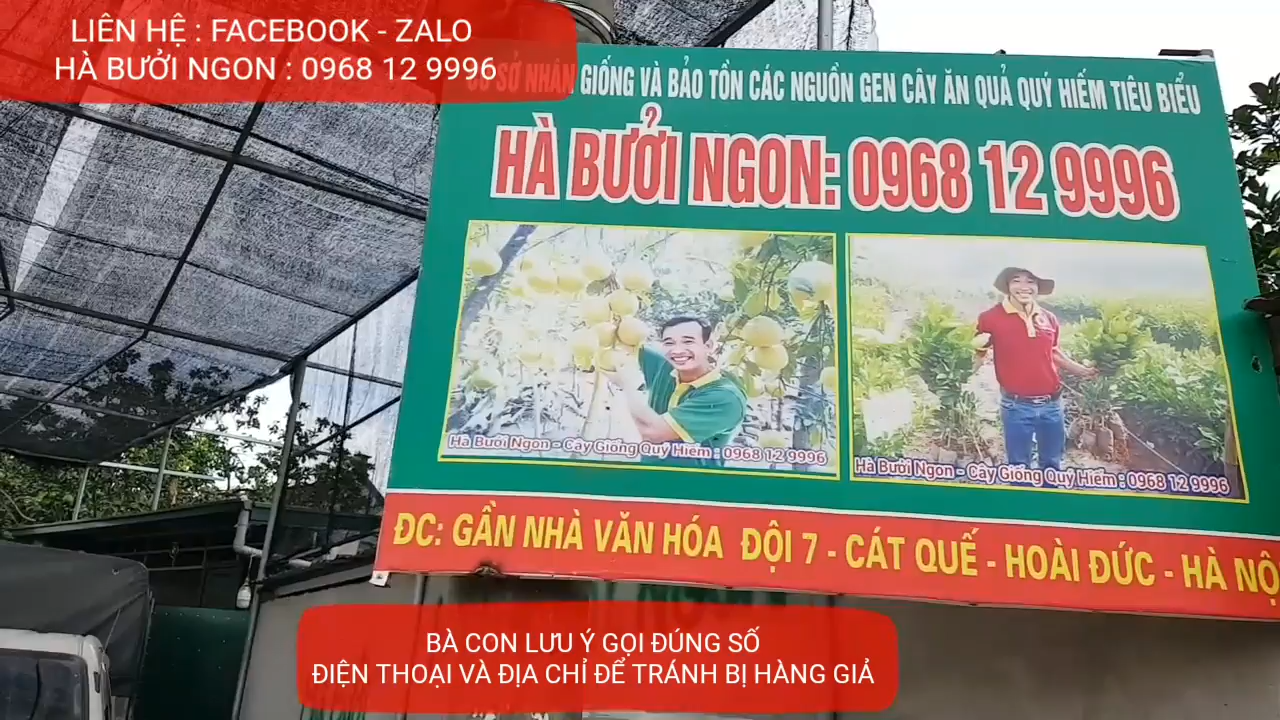 LIÊN HỆ : FACEBOOK - ZALO
HÀ BƯỞI NGON : 0968 12 9996
CƠ SỞ NHÂN GIỐNG VÀ BẢO TỒN CÁC NGUỒN GEN CÂY ĂN QUẢ QUÝ HIẾM TIÊU BIỂU
HÀ BƯỞI NGON: 0968 12 9996
Hà Bưởi Ngon - Cây Giống Quý Hiếm : 0968 12 9996
Hà Bưởi Ngon - Cây Giống Quý Hiếm : 0968 12 9996
ĐC: GẦN NHÀ VĂN HÓA ĐỘI 7 - CÁT QUẾ - HOÀI ĐỨC - HÀ NỘ
BÀ CON LƯU Ý GỌI ĐÚNG SỐ
ĐIỆN THOẠI VÀ ĐỊA CHỈ ĐỂ TRÁNH BỊ HÀNG GIẢ